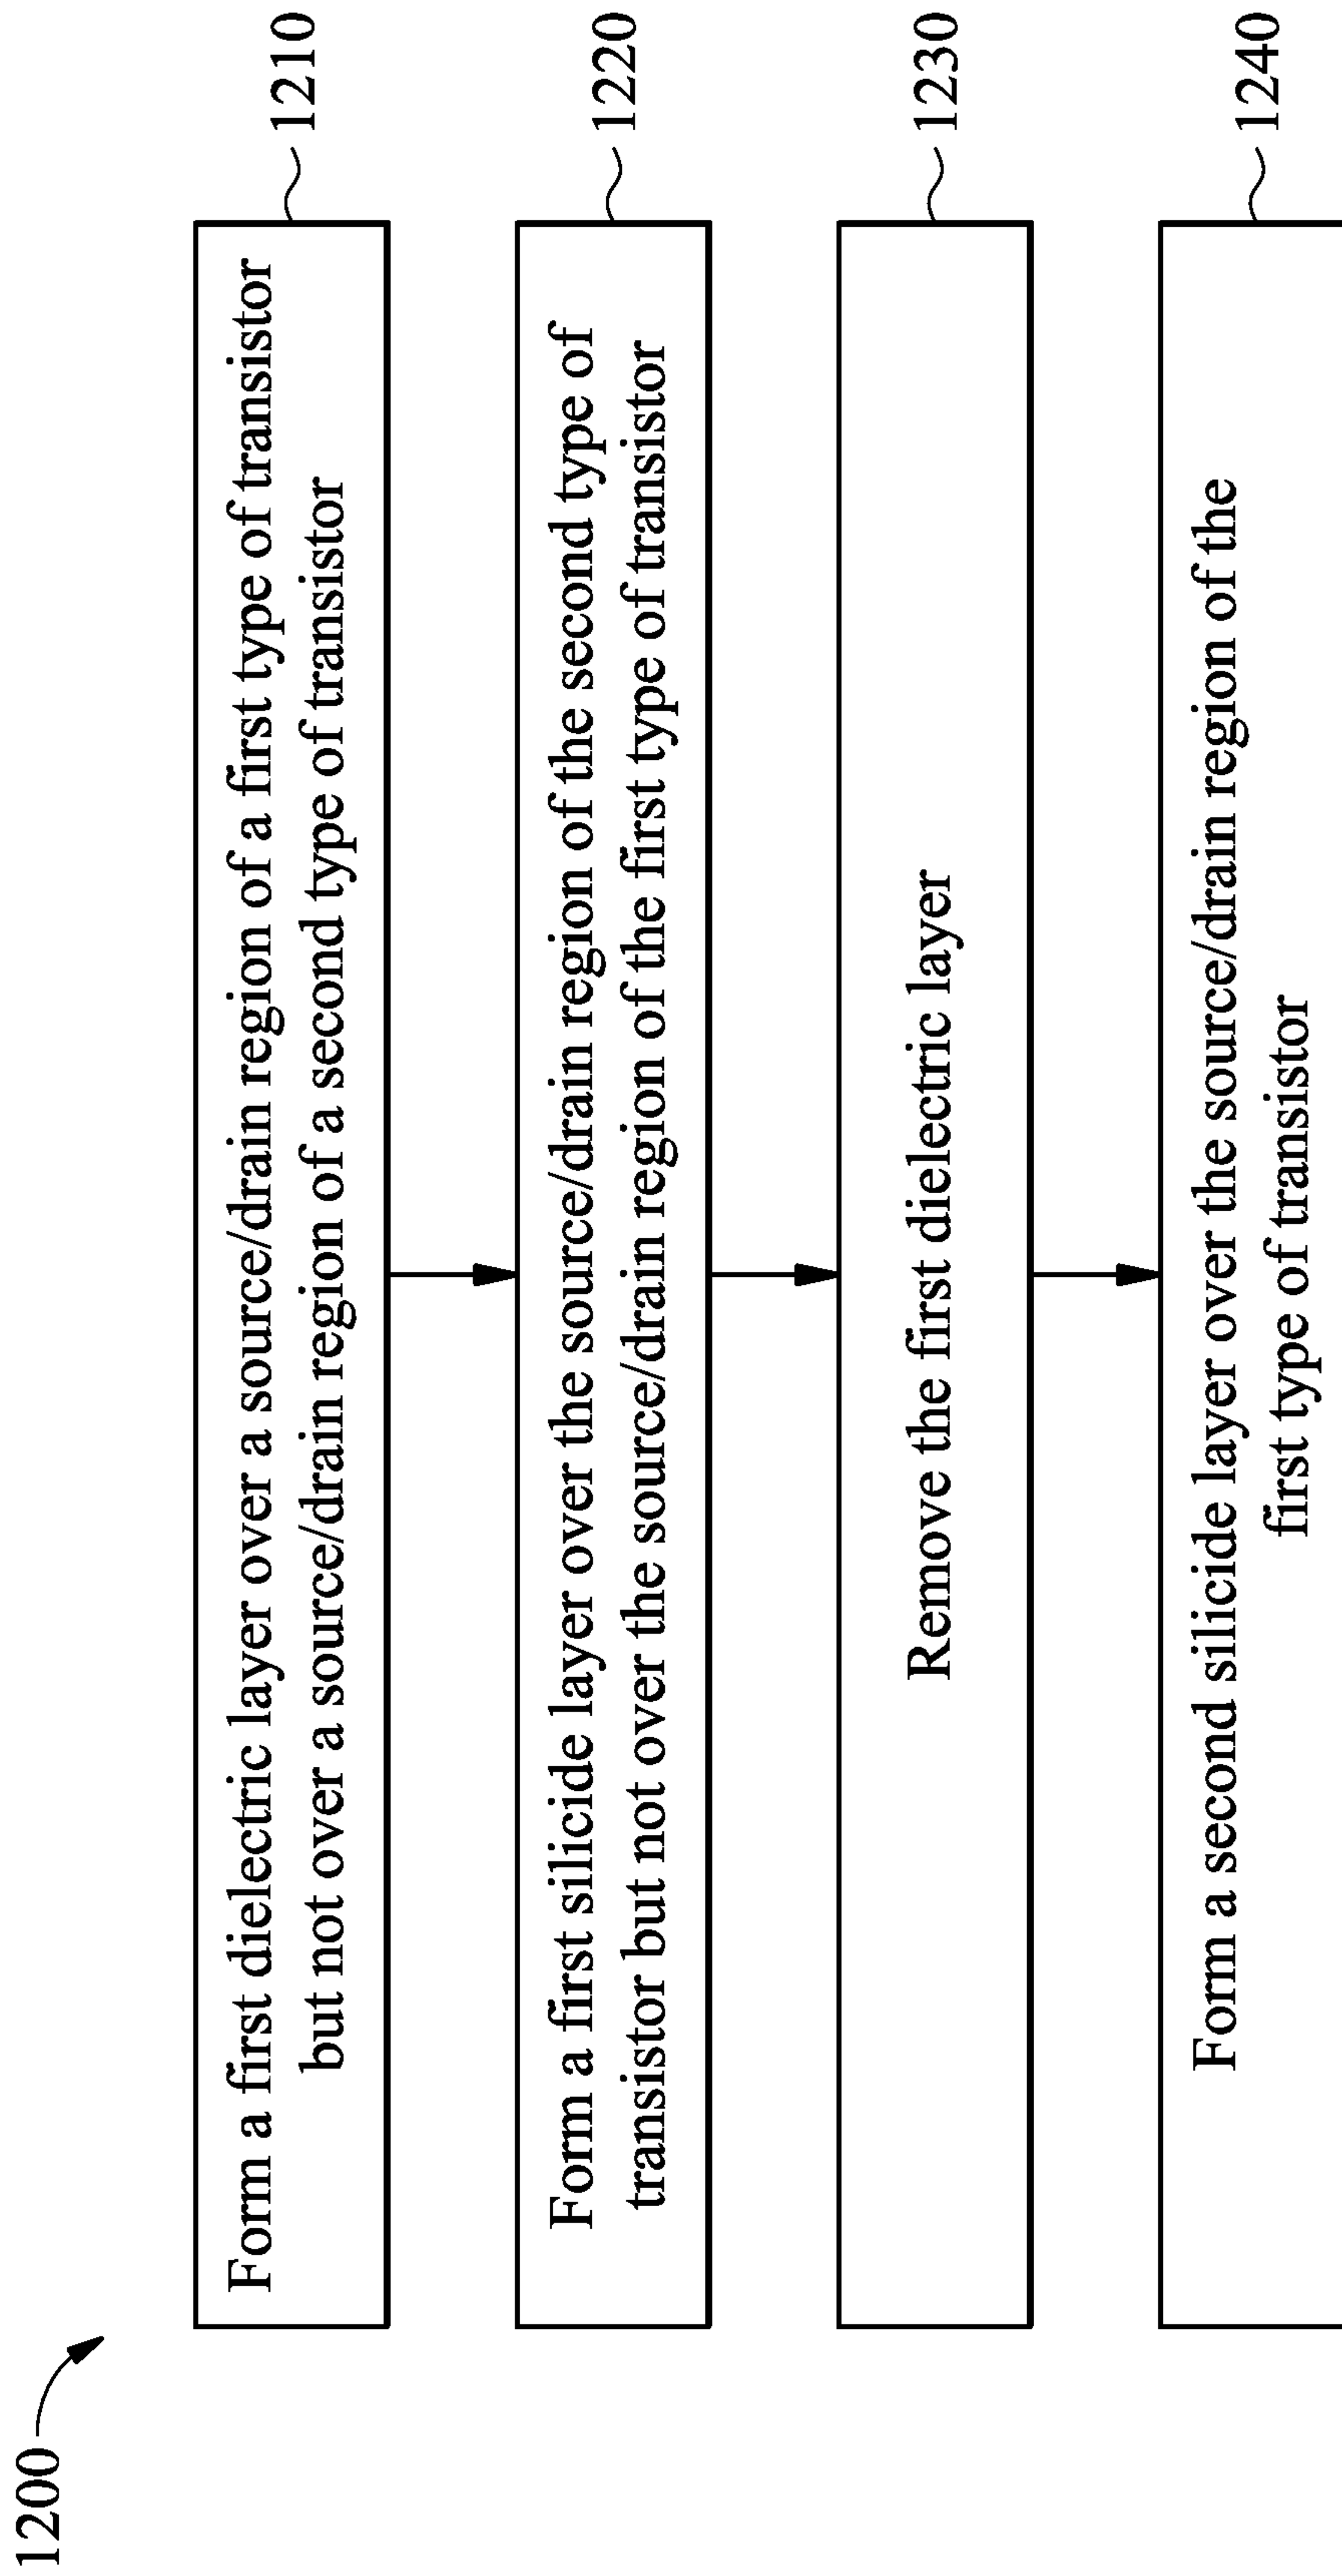 1200
Form a first dielectric layer over a source/drain region of a first type of transistor
but not over a source/drain region of a second type of transistor
1210
Form a first silicide layer over the source/drain region of the second type of
transistor but not over the source/drain region of the first type of transistor
1220
Remove the first dielectric layer
1230
Form a second silicide layer over the source/drain region of the
first type of transistor
1240